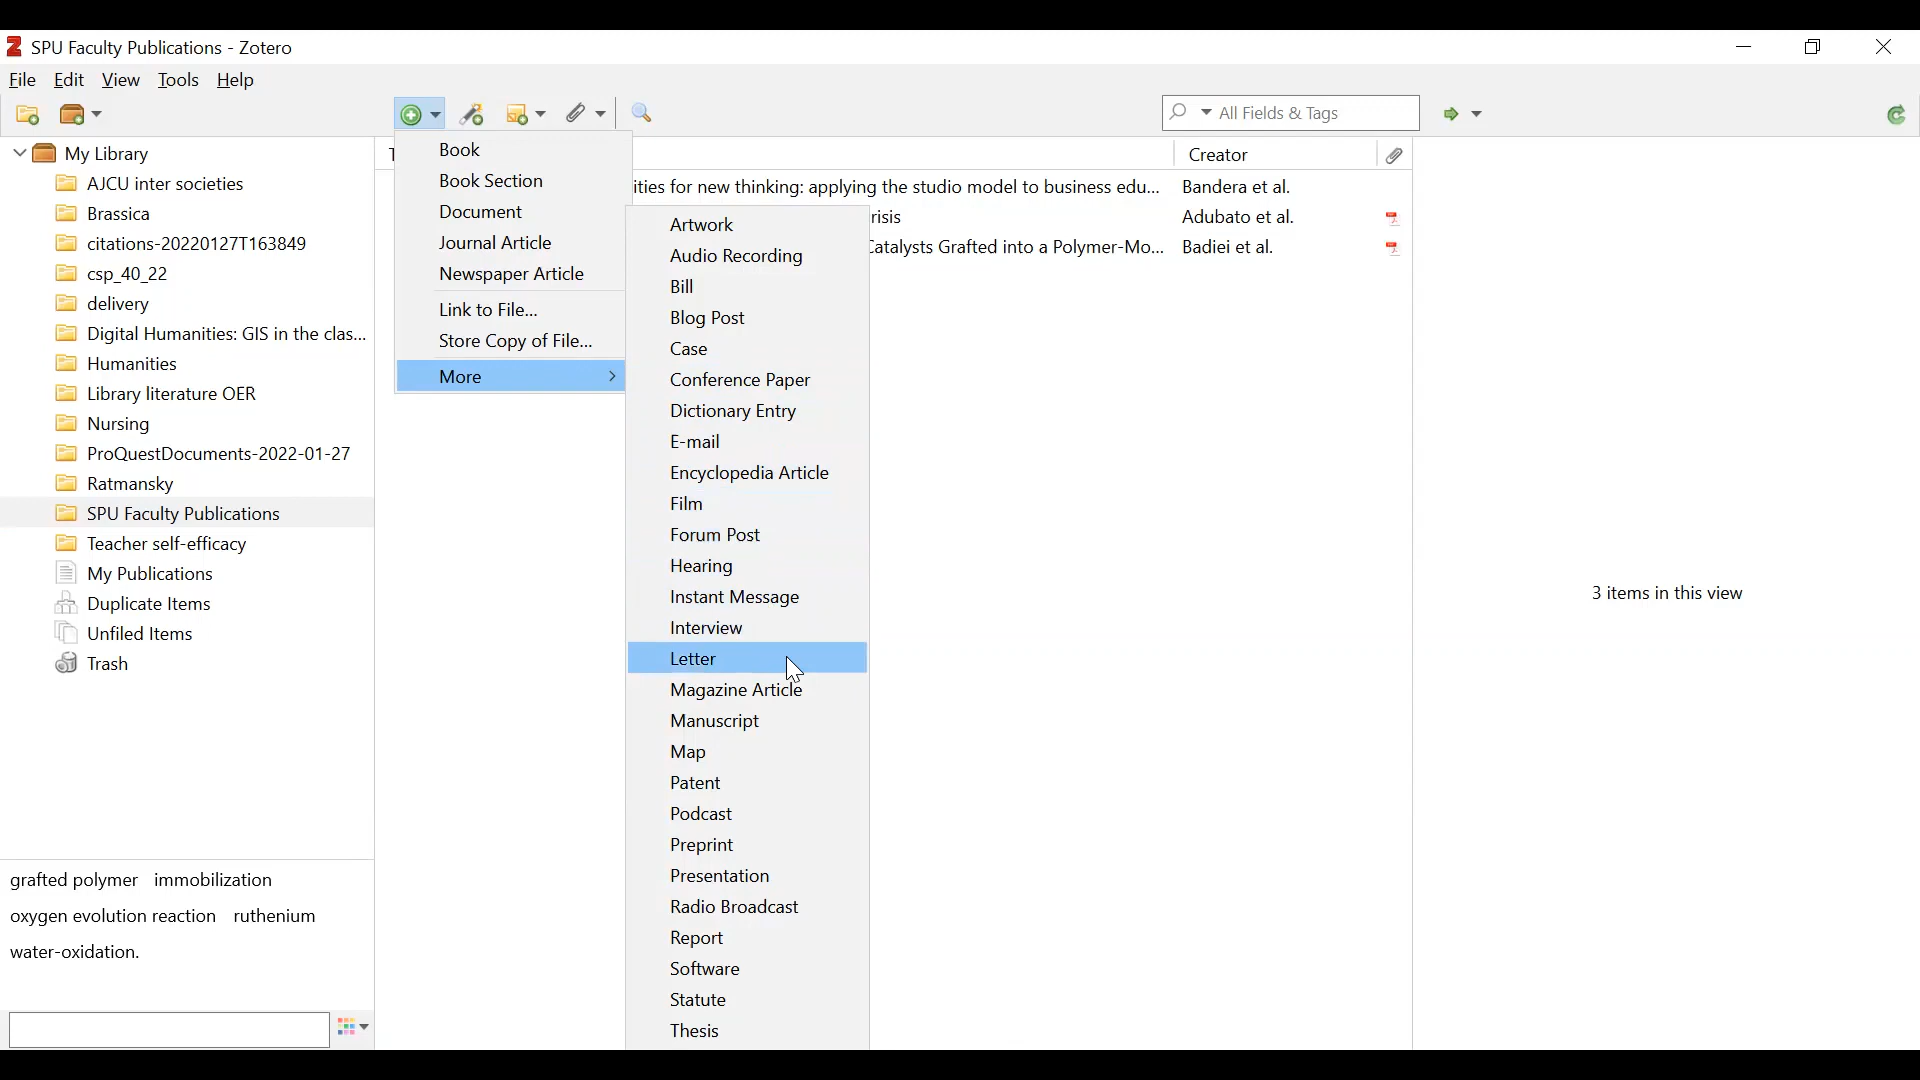 SPU Faculty Publications - Zotero
File Edit View Tools Help
All Fields & Tags
My Library
AJCU inter societies
Brassica
citations-20220127T163849
csp_40_22
delivery
Digital Humanities: GIS in the clas...
Humanities
Library literature OER
Nursing
ProQuestDocuments-2022-01-27
Ratmansky
SPU Faculty Publications
Teacher self-efficacy
My Publications
Duplicate Items
Unfiled Items
Trash
grafted polymer immobilization
oxygen evolution reaction ruthenium
water-oxidation.
Book
Book Section
Document
Journal Article
Newspaper Article
Link to File...
Store Copy of File...
More
Artwork
Audio Recording
Bill
Blog Post
Case
Conference Paper
Dictionary Entry
E-mail
Encyclopedia Article
Film
Forum Post
Hearing
Instant Message
Interview
Letter
Magazine Article
Manuscript
Map
Patent
Podcast
Preprint
Presentation
Radio Broadcast
Report
Software
Statute
Thesis
Creator
ities for new thinking: applying the studio model to business edu... Bandera et al.
risis Adubato et al.
Catalysts Grafted into a Polymer-Mo... Badiei et al.
3 items in this view